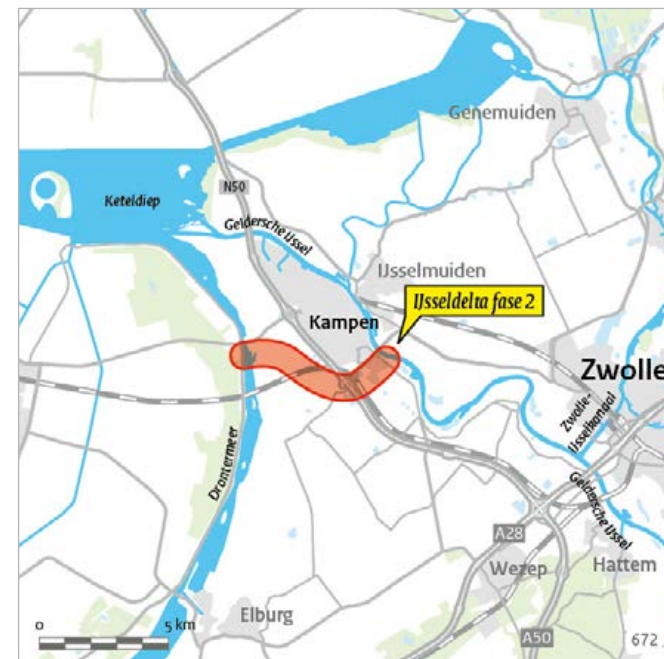 Genemuiden
N50
Keteldiep
Geldersche IJssel
IJsselmuiden
IJsseldelta fase 2
Kampen
Zwolle
Zwolle-
IJsselkanaal
Drontermeer
Geldersche IJssel
A28
Wezep
Hattem
Elburg
0
5 km
A50
672